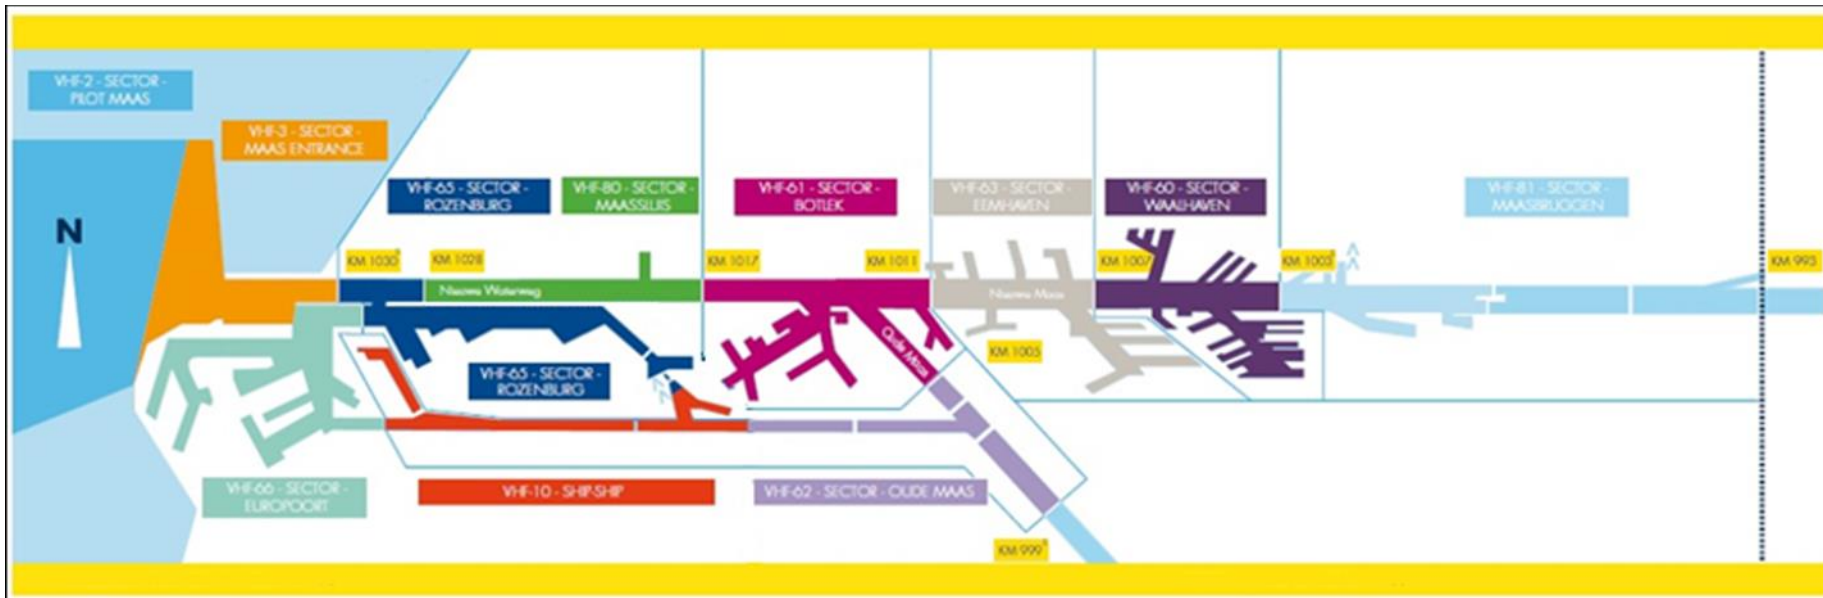 VHF-2 - SECTOR -
PILOT MAAS
VHF-3 - SECTOR -
MAAS ENTRANCE
VHF-65 - SECTOR -
ROZENBURG
VHF-80 - SECTOR -
MAASSLUIS
VHF-61 - SECTOR -
BOTLEK
VHF-63 - SECTOR -
EEMHAVEN
VHF-60 - SECTOR -
WAALHAVEN
VHF-81 - SECTOR -
MAASBRUGGEN
N
KM 1030
KM 1028
KM 1017
KM 1011
KM 1007
KM 1003
KM 993
Nieuwe Waterweg
Nieuwe Maas
Oude Maas
KM 1005
VHF-65 - SECTOR -
ROZENBURG
VHF-66 - SECTOR -
EUROPOORT
VHF-10 - SHIP-SHIP
VHF-62 - SECTOR - OUDE MAAS
KM 999